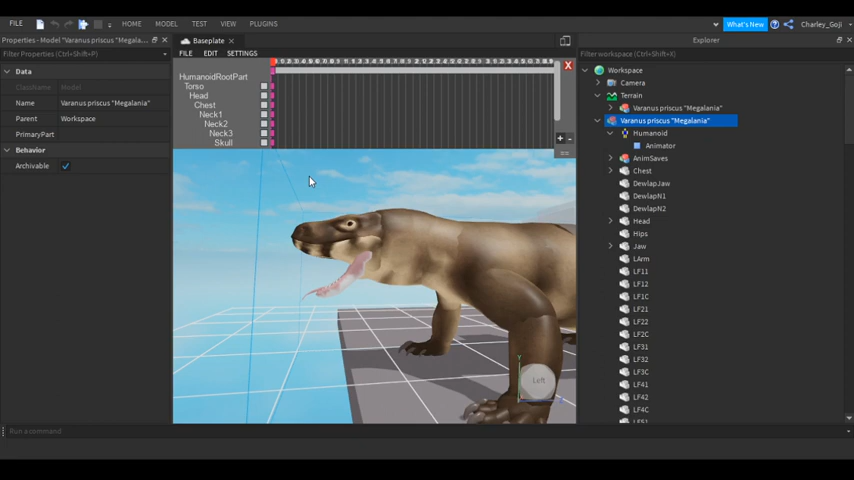 FILE
HOME
MODEL
TEST
VIEW
PLUGINS
What's New
Charley_Goji
Properties - Model "Varanus priscus "Megala...
Filter Properties (Ctrl+Shift+P)
Data
ClassName Model
Name Varanus priscus "Megalania"
Parent Workspace
PrimaryPart
Behavior
Archivable
Baseplate
FILE EDIT SETTINGS
X
HumanoidRootPart
Torso
Head
Chest
Neck1
Neck2
Neck3
Skull
+ -
Y
Left
Explorer
Filter workspace (Ctrl+Shift+X)
Workspace
Camera
Terrain
Varanus priscus "Megalania"
Varanus priscus "Megalania"
Humanoid
Animator
AnimSaves
Chest
DewlapJaw
DewlapN1
DewlapN2
Head
Hips
Jaw
LArm
LF11
LF12
LF1C
LF21
LF22
LF2C
LF31
LF32
LF3C
LF41
LF42
LF4C
LF51
Run a command